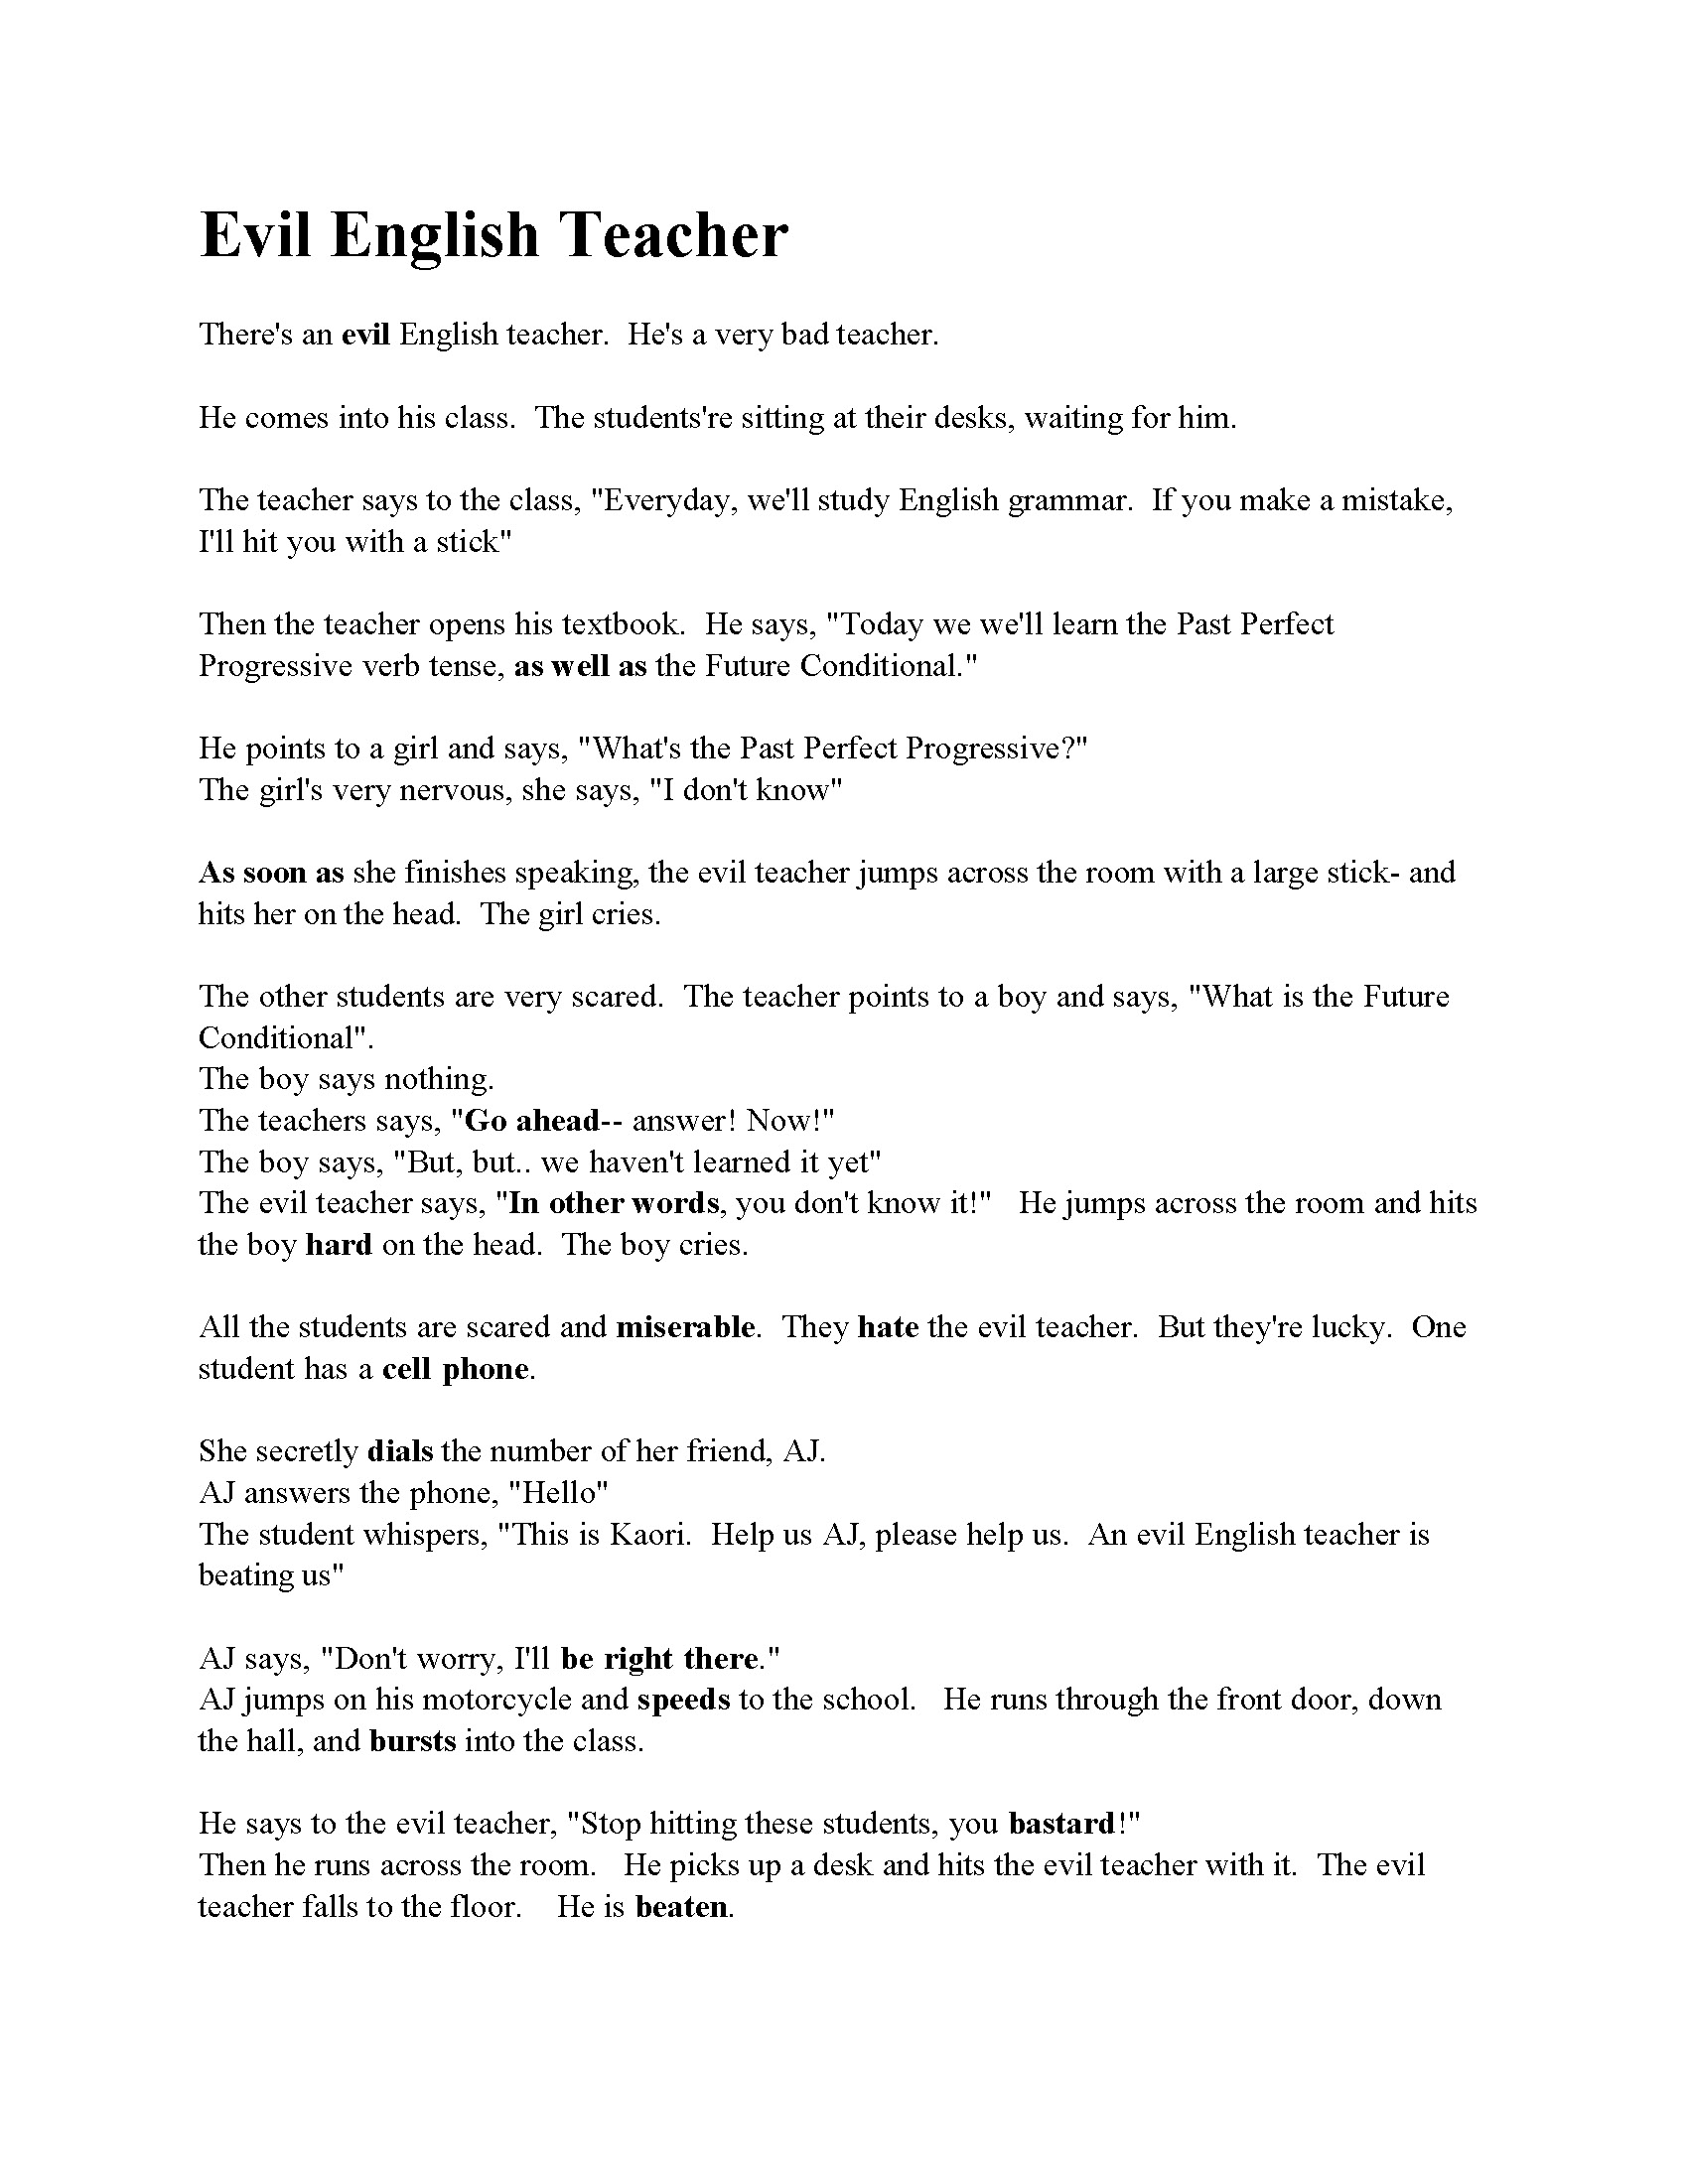 Evil English Teacher
There's an evil English teacher.  He's a very bad teacher.
He comes into his class.  The students're sitting at their desks, waiting for him.
The teacher says to the class, "Everyday, we'll study English grammar.  If you make a mistake,
I'll hit you with a stick"
Then the teacher opens his textbook.  He says, "Today we we'll learn the Past Perfect
Progressive verb tense, as well as the Future Conditional."
He points to a girl and says, "What's the Past Perfect Progressive?"
The girl's very nervous, she says, "I don't know"
As soon as she finishes speaking, the evil teacher jumps across the room with a large stick- and
hits her on the head.  The girl cries.
The other students are very scared.  The teacher points to a boy and says, "What is the Future
Conditional".
The boy says nothing.
The teachers says, "Go ahead-- answer! Now!"
The boy says, "But, but.. we haven't learned it yet"
The evil teacher says, "In other words, you don't know it!"   He jumps across the room and hits
the boy hard on the head.  The boy cries.
All the students are scared and miserable.  They hate the evil teacher.  But they're lucky.  One
student has a cell phone.
She secretly dials the number of her friend, AJ.
AJ answers the phone, "Hello"
The student whispers, "This is Kaori.  Help us AJ, please help us.  An evil English teacher is
beating us"
AJ says, "Don't worry, I'll be right there."
AJ jumps on his motorcycle and speeds to the school.   He runs through the front door, down
the hall, and bursts into the class.
He says to the evil teacher, "Stop hitting these students, you bastard!"
Then he runs across the room.   He picks up a desk and hits the evil teacher with it.  The evil
teacher falls to the floor.    He is beaten.